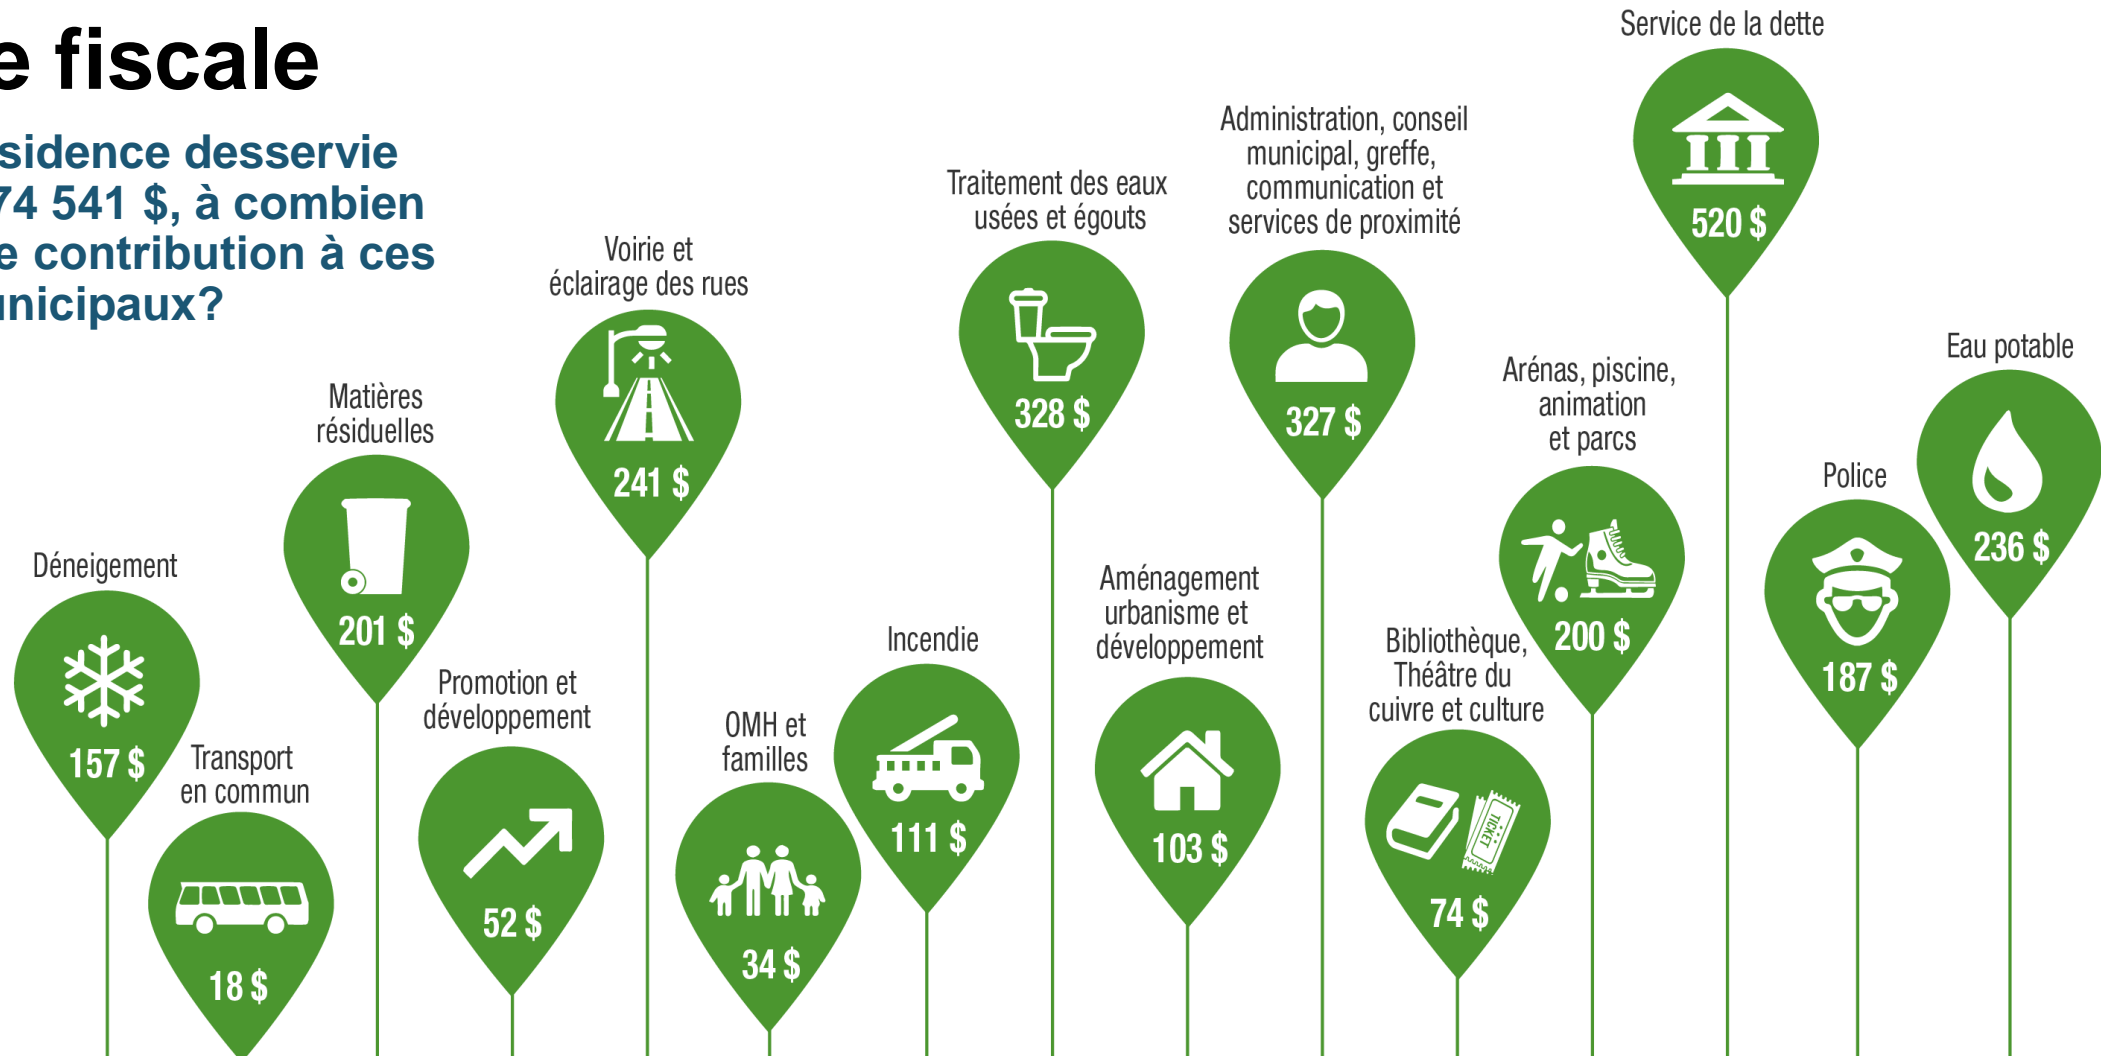 e fiscale
sidence desservie
74 541 $, à combien
e contribution à ces
unicipaux?
Déneigement
157 $
Transport
en commun
18 $
Matières
résiduelles
201 $
Promotion et
développement
52 $
Voirie et
éclairage des rues
241 $
OMH et
familles
34 $
Incendie
111 $
Traitement des eaux
usées et égouts
328 $
Aménagement
urbanisme et
développement
103 $
Administration, conseil
municipal, greffe,
communication et
services de proximité
327 $
Bibliothèque,
Théâtre du
cuivre et culture
TICKET
74 $
Arénas, piscine,
animation
et parcs
200 $
Service de la dette
520 $
Police
187 $
Eau potable
236 $